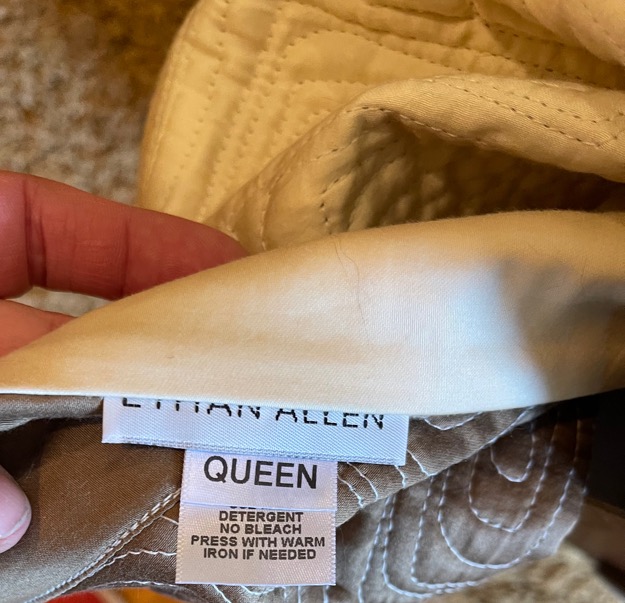 ETHAN ALLEN
QUEEN
DETERGENT
NO BLEACH
PRESS WITH WARM
IRON IF NEEDED